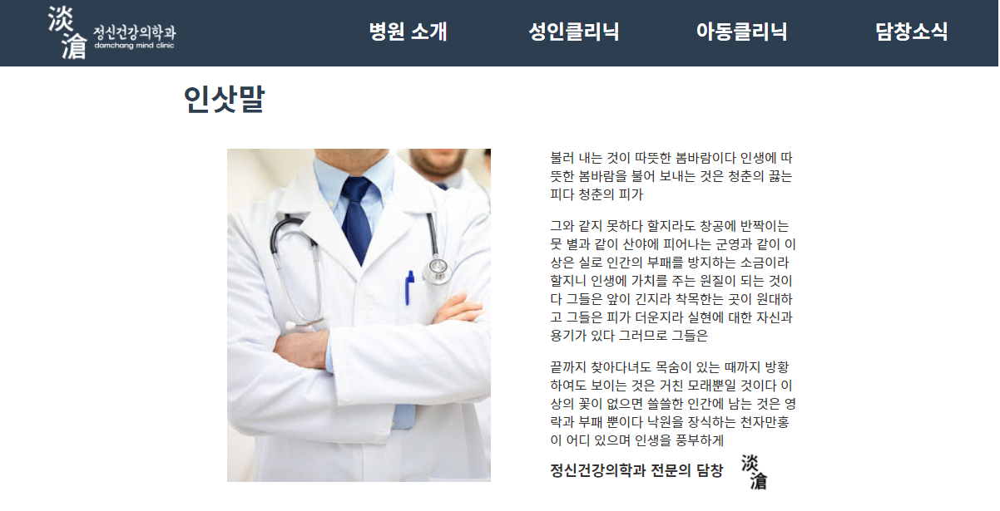 淡滄 정신건강의학과
damchang mind clinic
병원 소개 성인클리닉 아동클리닉 담창소식
인삿말
불러 내는 것이 따뜻한 봄바람이다 인생에 따
뜻한 봄바람을 불어 보내는 것은 청춘의 끓는
피다 청춘의 피가
그와 같지 못하다 할지라도 창공에 반짝이는
뭇 별과 같이 산야에 피어나는 군영과 같이 이
상은 실로 인간의 부패를 방지하는 소금이라
할지니 인생에 가치를 주는 원질이 되는 것이
다 그들은 앞이 긴지라 착목한는 곳이 원대하
고 그들은 피가 더운지라 실현에 대한 자신과
용기가 있다 그러므로 그들은
끝까지 찾아다녀도 목숨이 있는 때까지 방황
하여도 보이는 것은 거친 모래뿐일 것이다 이
상의 꽃이 없으면 쓸쓸한 인간에 남는 것은 영
락과 부패 뿐이다 낙원을 장식하는 천자만홍
이 어디 있으며 인생을 풍부하게
정신건강의학과 전문의 담창 淡滄